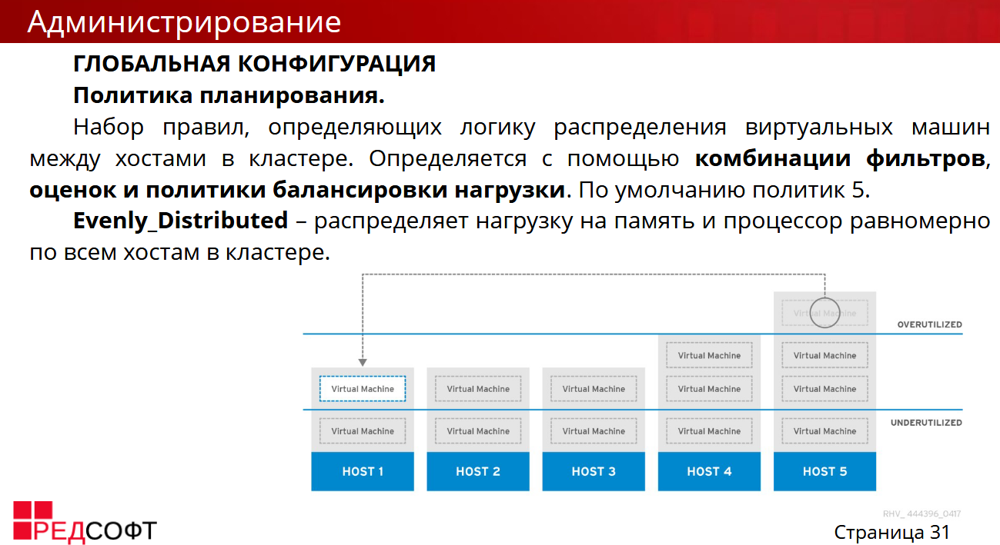 Администрирование
ГЛОБАЛЬНАЯ КОНФИГУРАЦИЯ
Политика планирования.
Набор правил, определяющих логику распределения виртуальных машин
между хостами в кластере. Определяется с помощью комбинации фильтров,
оценок и политики балансировки нагрузки. По умолчанию политик 5.
Evenly_Distributed – распределяет нагрузку на память и процессор равномерно
по всем хостам в кластере.
Virtual Machine
OVERUTILIZED
Virtual Machine Virtual Machine
Virtual Machine Virtual Machine Virtual Machine Virtual Machine Virtual Machine
UNDERUTILIZED
Virtual Machine Virtual Machine Virtual Machine Virtual Machine Virtual Machine
HOST 1 HOST 2 HOST 3 HOST 4 HOST 5
RHV_ 444396_0417
РЕДСОФТ
Страница 31